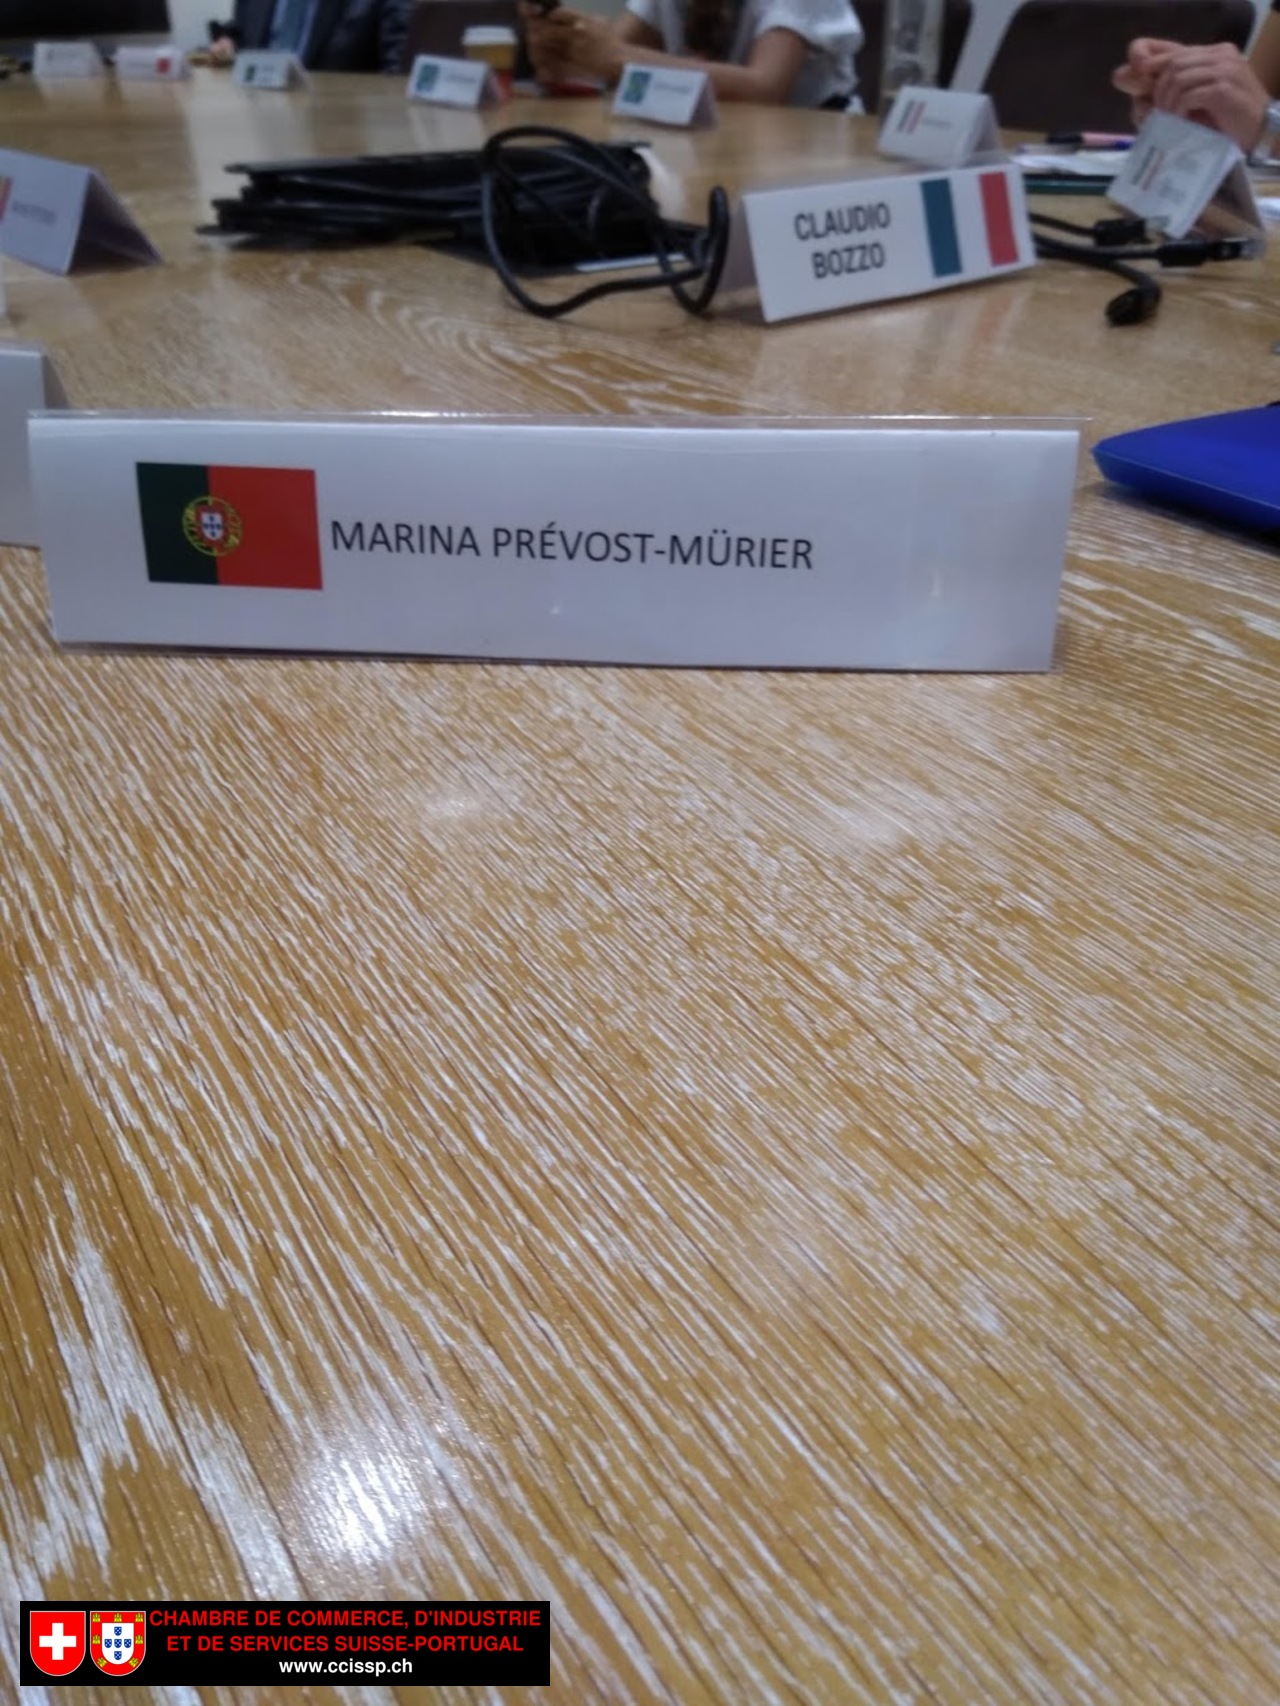 CLAUDIO
BOZZO
MARINA PRÉVOST-MÜRIER
CHAMBRE DE COMMERCE, D'INDUSTRIE
ET DE SERVICES SUISSE-PORTUGAL
www.ccissp.ch